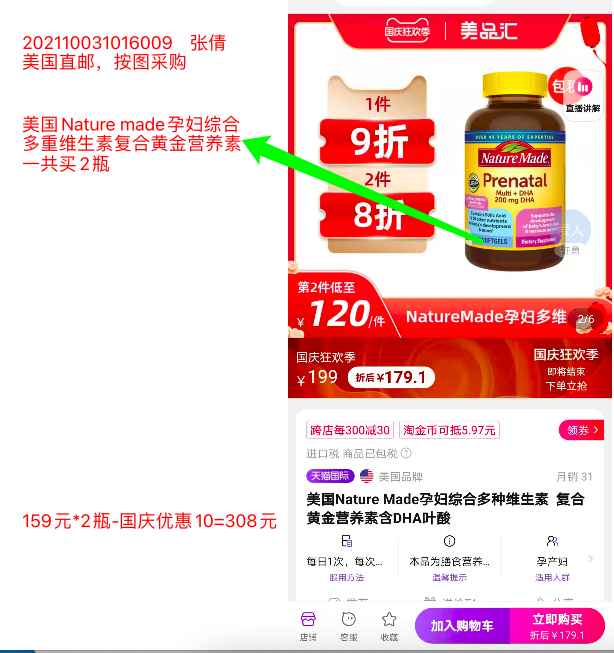 202110031016009 张倩
美国直邮，按图采购
美国Nature made孕妇综合
多重维生素复合黄金营养素
一共买2瓶
159元*2瓶-国庆优惠10=308元
国庆狂欢季 美品汇
1件
9折
2件
8折
直播讲解
OVER 45 YEARS OF EXPERTISE
Nature Made
Prenatal
Multi + DHA
200 mg DHA
Contains Folic Acid
SOFTGELS
Dietary Supplement
第2件低至
¥120/件
NatureMade孕妇多维
2/6
国庆狂欢季
¥199 折后¥179.1
国庆狂欢季
即将结束
下单立抢
跨店每300减30 淘金币可抵5.97元 领券
进口税 商品已包税
天猫国际 美国品牌 月销 31
美国Nature Made孕妇综合多种维生素 复合
黄金营养素含DHA叶酸
每日1次，每次... 本品为膳食营养... 孕产妇
服用方法 温馨提示 适用人群
店铺 客服 收藏
加入购物车
立即购买
折后¥179.1